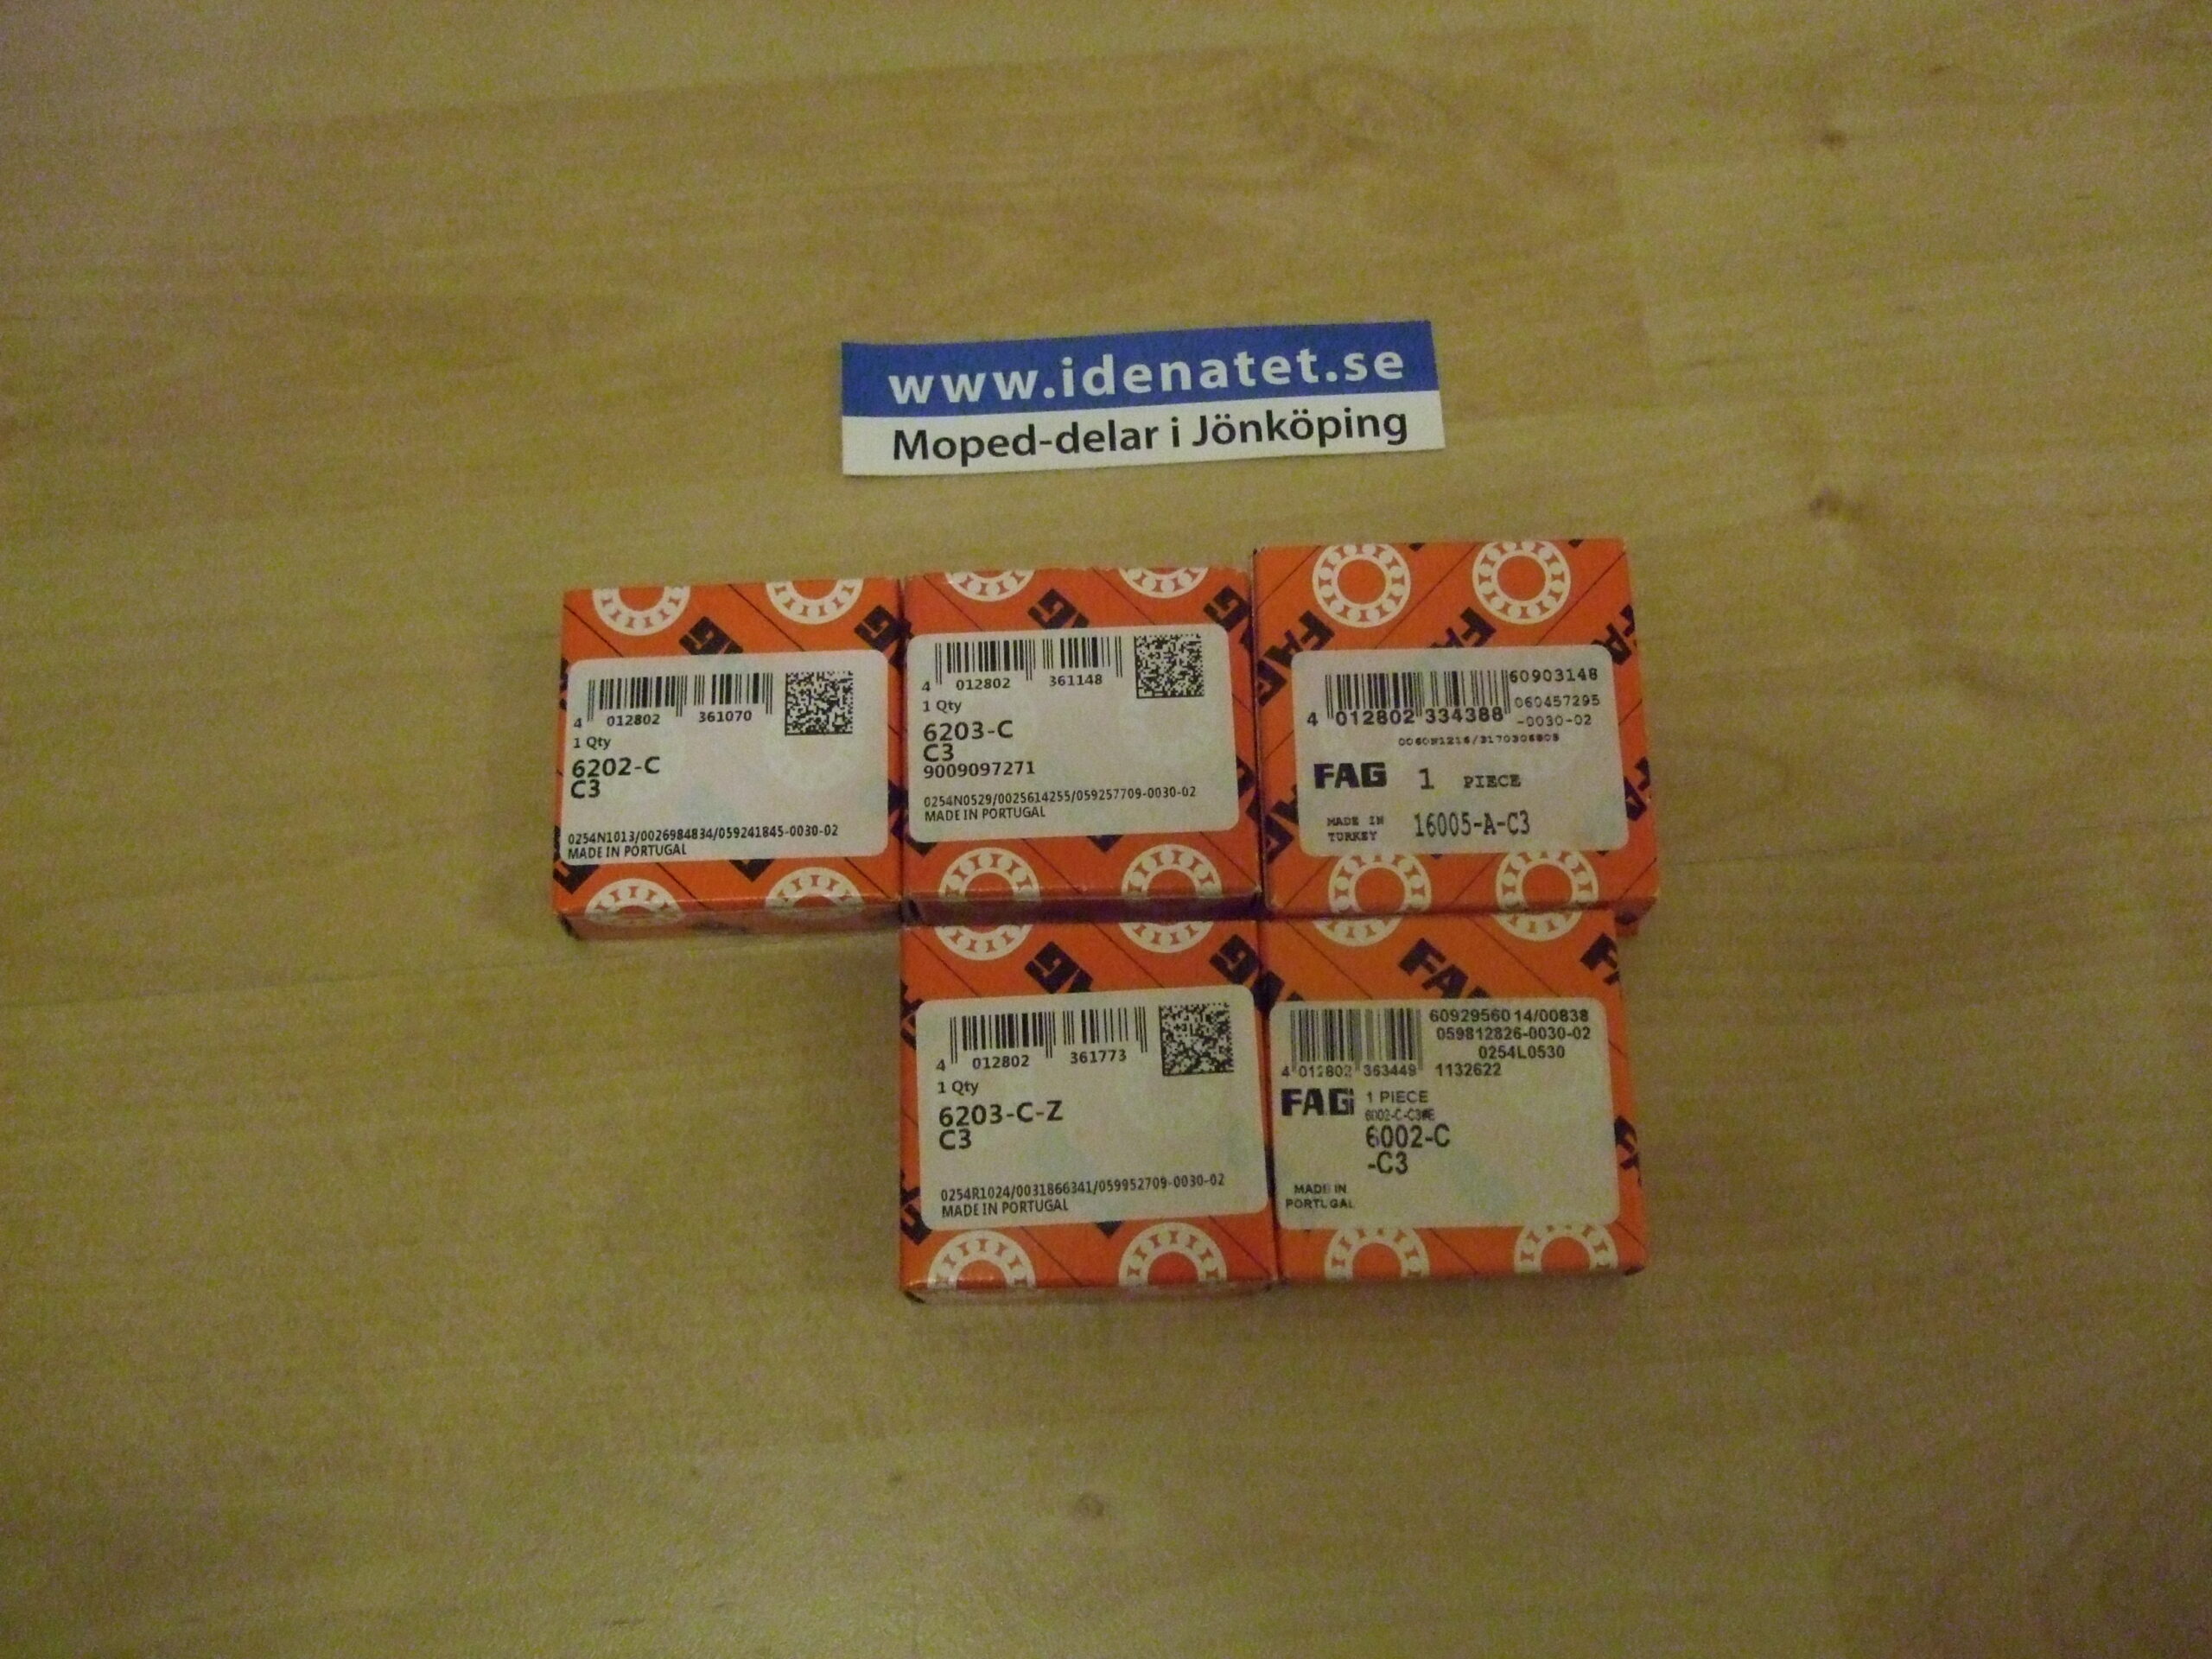 www.idenatet.se
Moped-delar i Jönköping
4 012802 361070
1 Qty
6202-C
C3
0254N1013/0026984834/059241845-0030-02
MADE IN PORTUGAL
4 012802 361148
1 Qty
6203-C
C3
9009097271
0254N0529/0025614255/059257709-0030-02
MADE IN PORTUGAL
60903148
060457295
4 012802 334388 -0030-02
FAG 1 PIECE
MADE IN
TURKEY 16005-A-C3
4 012802 361773
1 Qty
6203-C-Z
C3
0254R1024/0031866341/059952709-0030-02
MADE IN PORTUGAL
6092956014/00838
059812826-0030-02
0254L0530
4 012802 363449 1132622
FAG 1 PIECE
6002-C
-C3
MADE IN
PORTUGAL